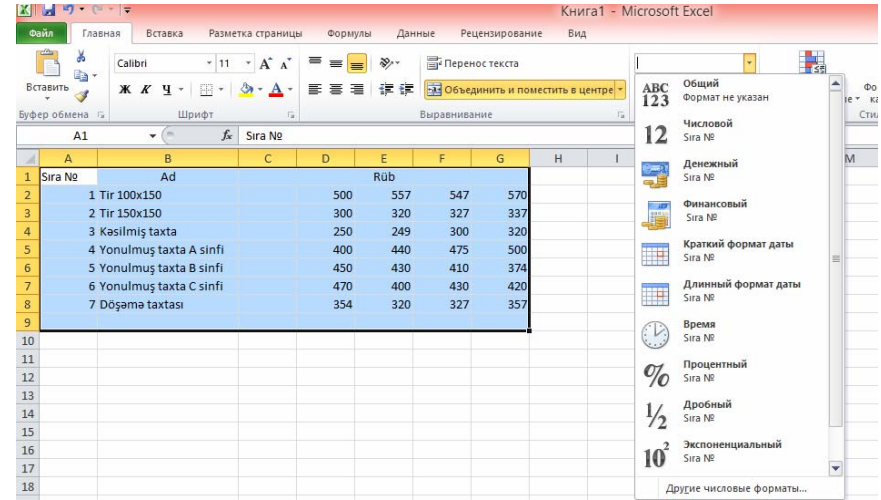 Книга1 - Microsoft Excel
Файл Главная Вставка Разметка страницы Формулы Данные Рецензирование Вид
Calibri 11 A A Перенос текста
Вставить Ж К Ч A Объединить и поместить в центре
Буфер обмена Шрифт Выравнивание
A1 fx Sıra №
A B C D E F G H I M
1 Sıra № Ad Rüb
2 1 Tir 100x150 500 557 547 570
3 2 Tir 150x150 300 320 327 337
4 3 Kəsilmiş taxta 250 249 300 320
5 4 Yonulmuş taxta A sinfi 400 440 475 500
6 5 Yonulmuş taxta B sinfi 450 430 410 374
7 6 Yonulmuş taxta C sinfi 470 400 430 420
8 7 Döşəmə taxtası 354 320 327 357
9
10
11
12
13
14
15
16
17
18
ABC 123 Общий
Формат не указан
12 Числовой
Sıra №
Денежный
Sıra №
Финансовый
Sıra №
Краткий формат даты
Sıra №
Длинный формат даты
Sıra №
Время
Sıra №
% Процентный
Sıra №
1/2 Дробный
Sıra №
10² Экспоненциальный
Sıra №
Другие числовые форматы...